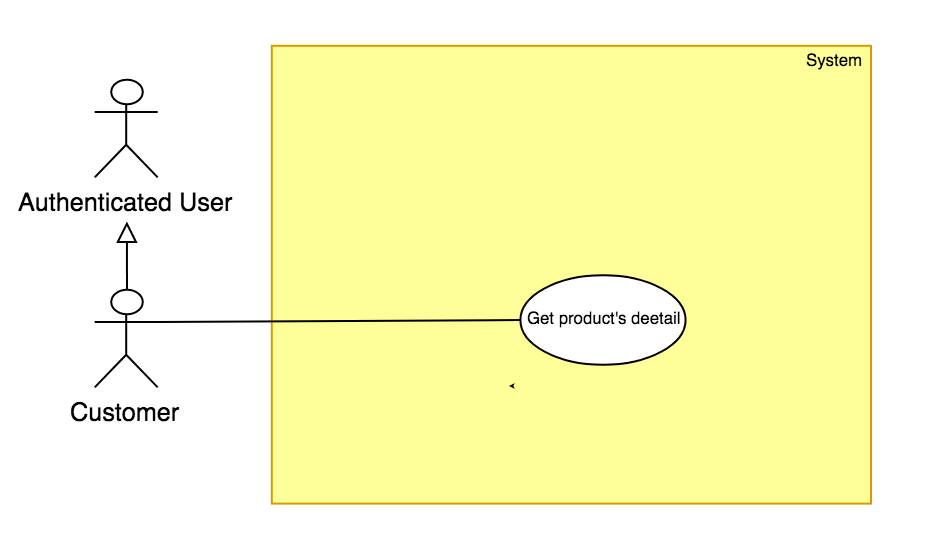 System
Authenticated User
Get product's deetail
Customer